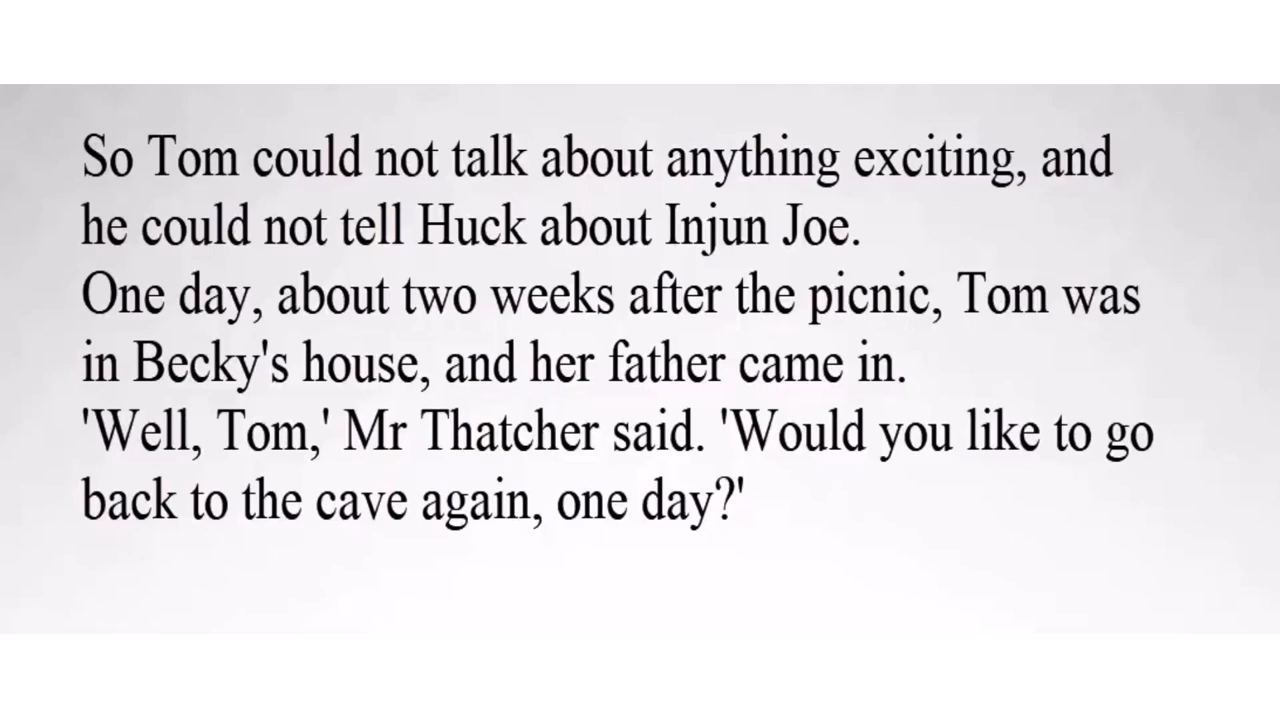 So Tom could not talk about anything exciting, and
he could not tell Huck about Injun Joe.
One day, about two weeks after the picnic, Tom was
in Becky's house, and her father came in.
'Well, Tom,' Mr Thatcher said. 'Would you like to go
back to the cave again, one day?'